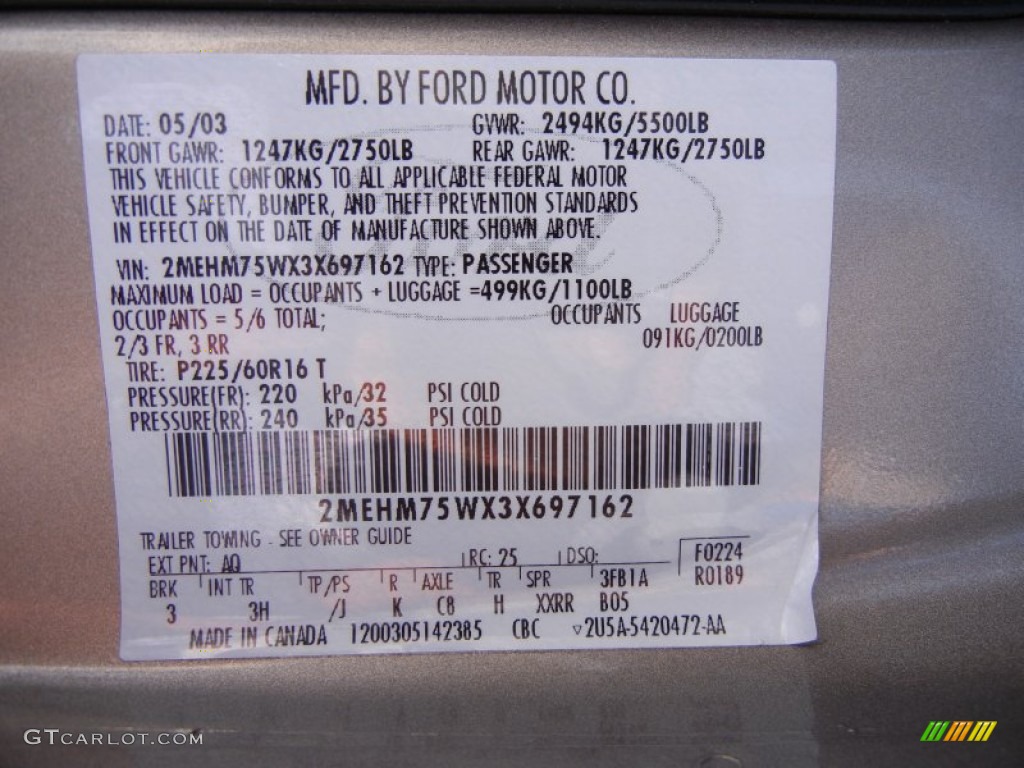 MFD. BY FORD MOTOR CO.
DATE: 05/03 GVWR: 2494KG/5500LB
FRONT GAWR: 1247KG/2750LB REAR GAWR: 1247KG/2750LB
THIS VEHICLE CONFORMS TO ALL APPLICABLE FEDERAL MOTOR
VEHICLE SAFETY, BUMPER, AND THEFT PREVENTION STANDARDS
IN EFFECT ON THE DATE OF MANUFACTURE SHOWN ABOVE.
VIN: 2MEHM75WX3X697162 TYPE: PASSENGER
MAXIMUM LOAD = OCCUPANTS + LUGGAGE =499KG/1100LB
OCCUPANTS = 5/6 TOTAL; OCCUPANTS LUGGAGE
2/3 FR, 3 RR 091KG/0200LB
TIRE: P225/60R16 T
PRESSURE(FR): 220 kPa/32 PSI COLD
PRESSURE(RR): 240 kPa/35 PSI COLD
2MEHM75WX3X697162
TRAILER TOWING - SEE OWNER GUIDE
EXT PNT: AQ RC: 25 DSO: F0224
BRK INT TR TP/PS R AXLE TR SPR 3FB1A R0189
3 3H /J K C8 H XXRR B05
MADE IN CANADA 1200305142385 CBC ▽2U5A-5420472-AA
GTCARLOT.COM